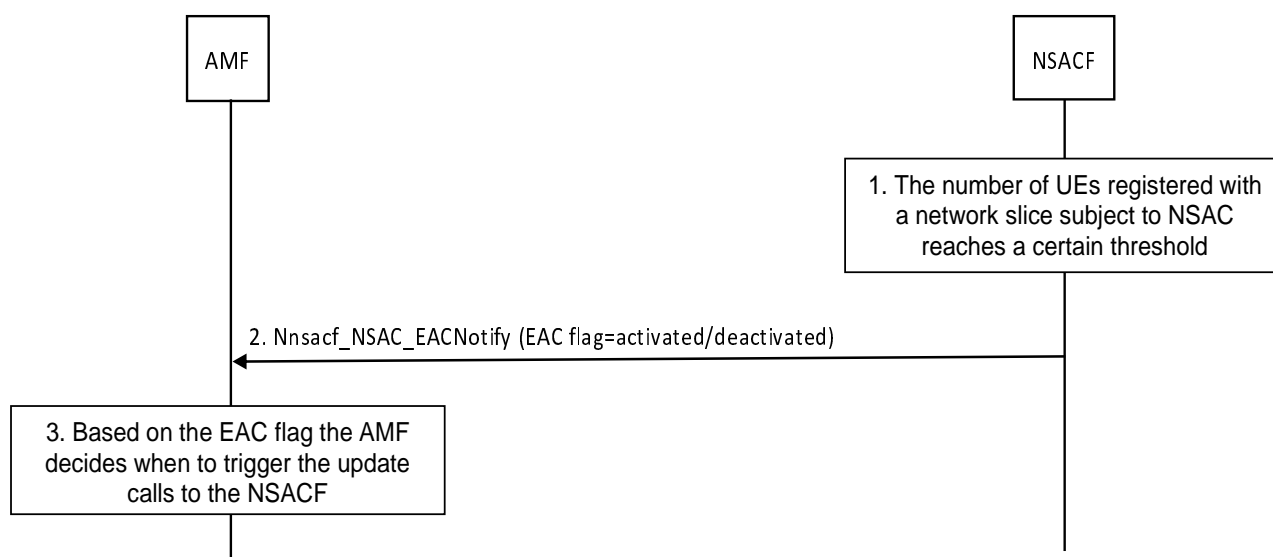 AMF
NSACF
1. The number of UEs registered with
a network slice subject to NSAC
reaches a certain threshold
2. Nnsacf_NSAC_EACNotify (EAC flag=activated/deactivated)
3. Based on the EAC flag the AMF
decides when to trigger the update
calls to the NSACF